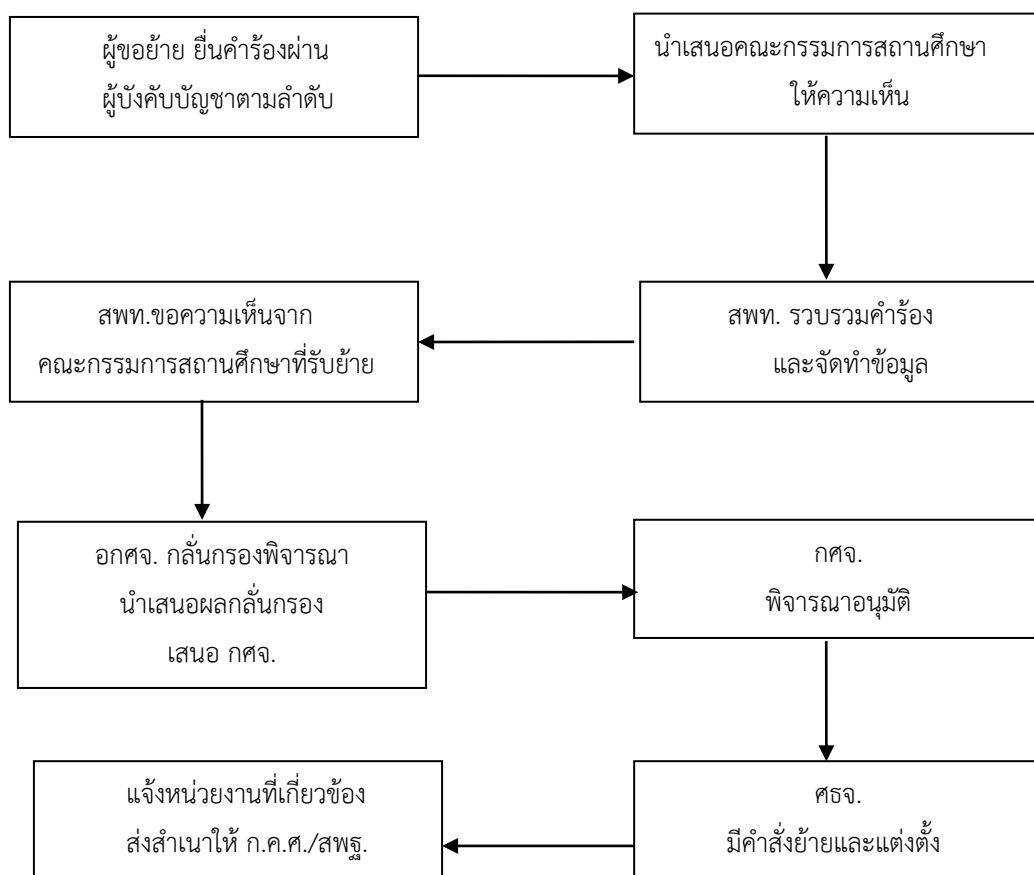 ผู้ขอย้าย ยื่นคำร้องผ่าน
ผู้บังคับบัญชาตามลำดับ
นำเสนอคณะกรรมการสถานศึกษา
ให้ความเห็น
สพท. รวบรวมคำร้อง
และจัดทำข้อมูล
สพท.ขอความเห็นจาก
คณะกรรมการสถานศึกษาที่รับย้าย
อกศจ. กลั่นกรองพิจารณา
นำเสนอผลกลั่นกรอง
เสนอ กศจ.
กศจ.
พิจารณาอนุมัติ
ศธจ.
มีคำสั่งย้ายและแต่งตั้ง
แจ้งหน่วยงานที่เกี่ยวข้อง
ส่งสำเนาให้ ก.ค.ศ./สพฐ.